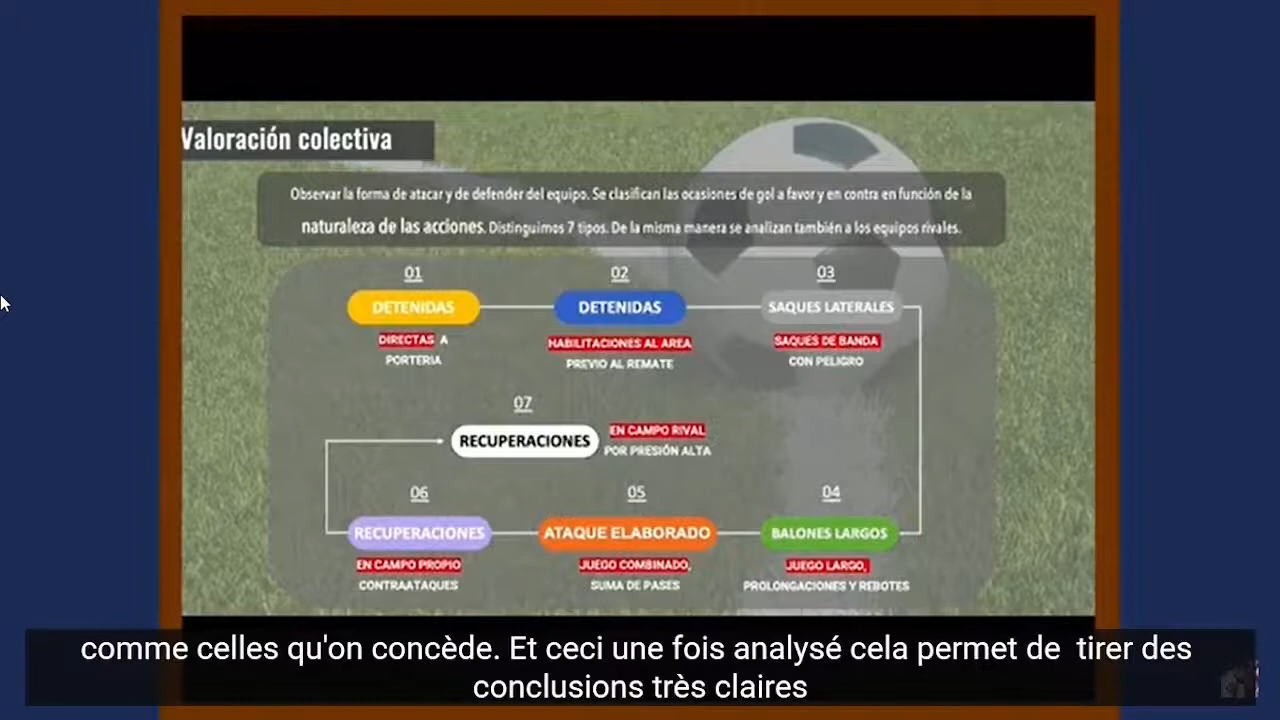 Valoración colectiva
Observar la forma de atacar y de defender del equipo. Se clasifican las ocasiones de gol a favor y en contra en función de la
naturaleza de las acciones. Distinguimos 7 tipos. De la misma manera se analizan también a los equipos rivales.
01
DETENIDAS
DIRECTAS A
PORTERIA
02
DETENIDAS
HABILITACIONES AL AREA
PREVIO AL REMATE
03
SAQUES LATERALES
SAQUES DE BANDA
CON PELIGRO
04
BALONES LARGOS
JUEGO LARGO,
PROLONGACIONES Y REBOTES
05
ATAQUE ELABORADO
JUEGO COMBINADO,
SUMA DE PASES
06
RECUPERACIONES
EN CAMPO PROPIO
CONTRAATAQUES
07
RECUPERACIONES
EN CAMPO RIVAL
POR PRESIÓN ALTA
comme celles qu'on concède. Et ceci une fois analysé cela permet de tirer des
conclusions très claires